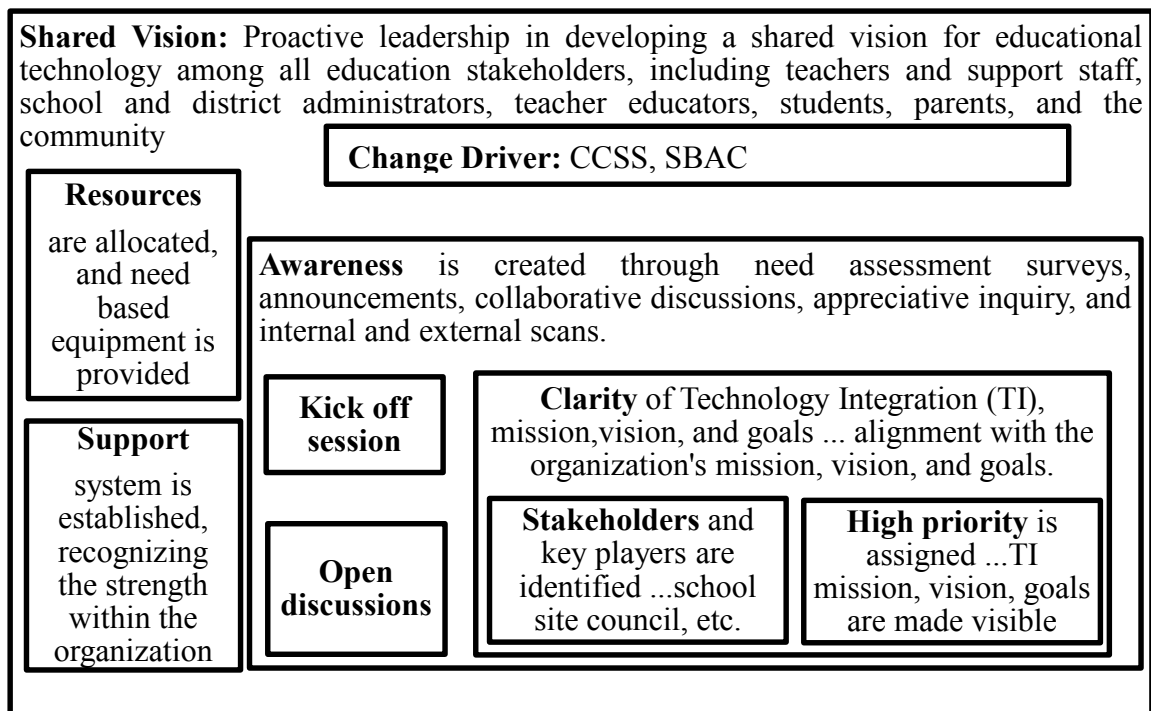 Shared Vision: Proactive leadership in developing a shared vision for educational
technology among all education stakeholders, including teachers and support staff,
school and district administrators, teacher educators, students, parents, and the
community
Change Driver: CCSS, SBAC
Resources
are allocated,
and need
based
equipment is
provided
Support
system is
established,
recognizing
the strength
within the
organization
Awareness is created through need assessment surveys,
announcements, collaborative discussions, appreciative inquiry, and
internal and external scans.
Kick off
session
Open
discussions
Clarity of Technology Integration (TI),
mission,vision, and goals ... alignment with the
organization's mission, vision, and goals.
Stakeholders and
key players are
identified ...school
site council, etc.
High priority is
assigned ...TI
mission, vision, goals
are made visible